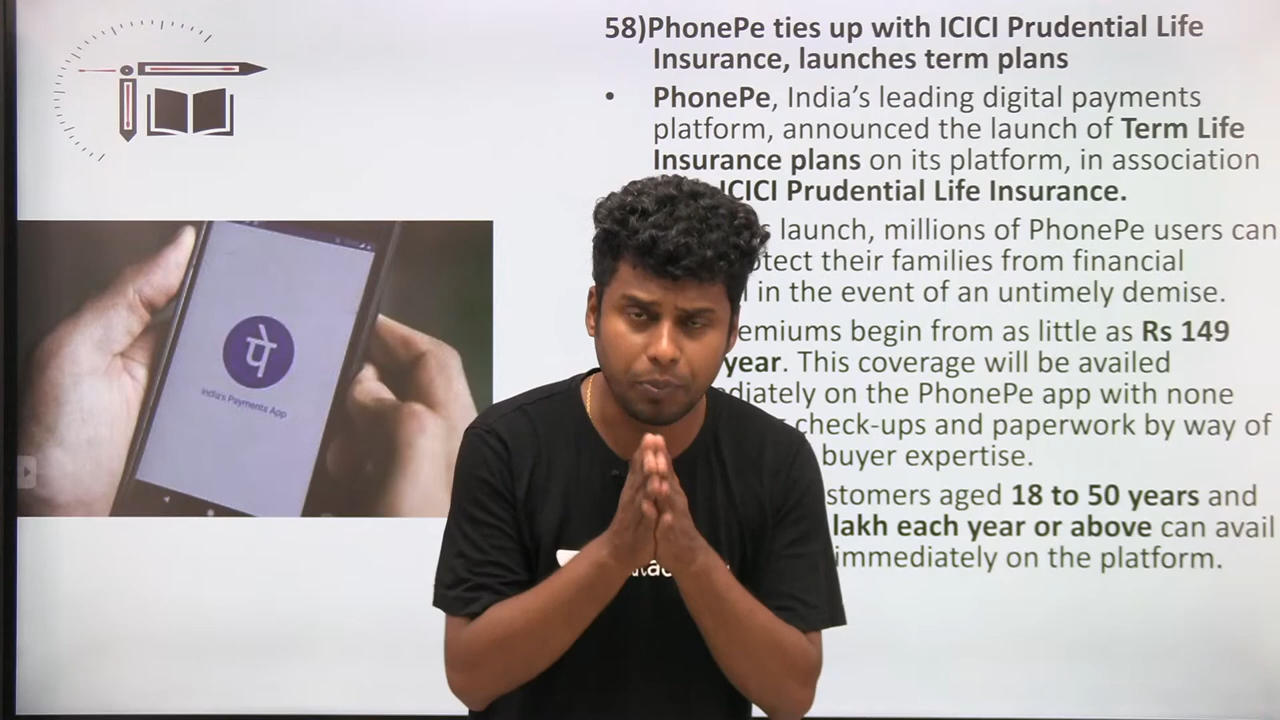 58)PhonePe ties up with ICICI Prudential Life
Insurance, launches term plans
• PhonePe, India's leading digital payments
platform, announced the launch of Term Life
Insurance plans on its platform, in association
ICICI Prudential Life Insurance.
launch, millions of PhonePe users can
their families from financial
in the event of an untimely demise.
begin from as little as Rs 149
year. This coverage will be availed
on the PhonePe app with none
check-ups and paperwork by way of
buyer expertise.
aged 18 to 50 years and
lakh each year or above can avail
immediately on the platform.
पे
India's Payments App